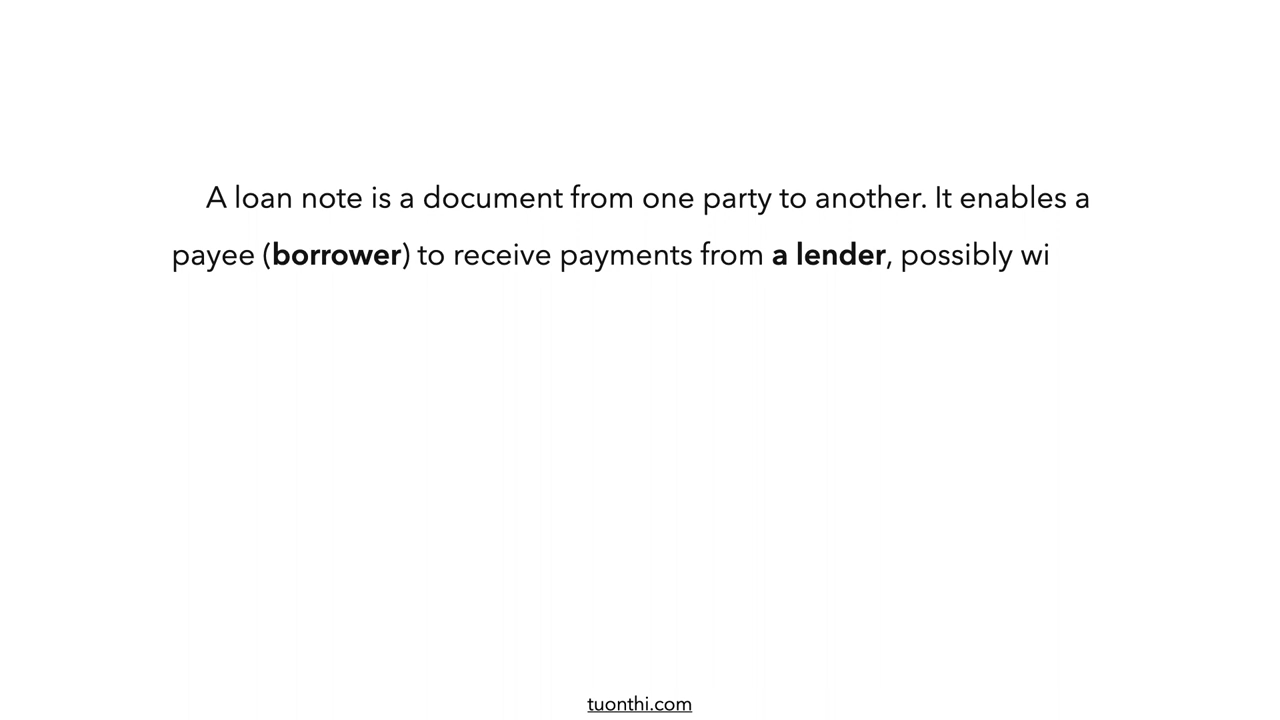 A loan note is a document from one party to another. It enables a
payee (borrower) to receive payments from a lender, possibly wi
tuonthi.com